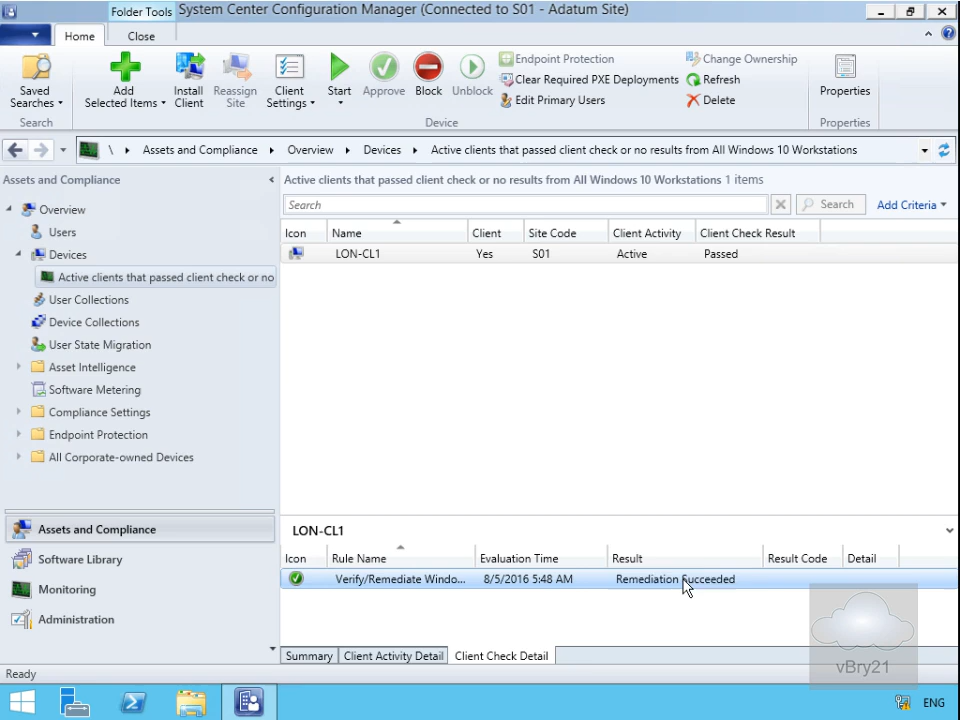 Folder Tools System Center Configuration Manager (Connected to S01 - Adatum Site)
Home Close
Saved Searches
Add Selected Items
Install Client
Reassign Site
Client Settings
Start
Approve
Block
Unblock
Endpoint Protection
Clear Required PXE Deployments
Edit Primary Users
Change Ownership
Refresh
Delete
Properties
Search
Device
Properties
\ Assets and Compliance Overview Devices Active clients that passed client check or no results from All Windows 10 Workstations
Assets and Compliance
Overview
Users
Devices
Active clients that passed client check or no
User Collections
Device Collections
User State Migration
Asset Intelligence
Software Metering
Compliance Settings
Endpoint Protection
All Corporate-owned Devices
Assets and Compliance
Software Library
Monitoring
Administration
Active clients that passed client check or no results from All Windows 10 Workstations 1 items
Search Search Add Criteria
Icon Name Client Site Code Client Activity Client Check Result
LON-CL1 Yes S01 Active Passed
LON-CL1
Icon Rule Name Evaluation Time Result Result Code Detail
Verify/Remediate Windo... 8/5/2016 5:48 AM Remediation Succeeded
Summary Client Activity Detail Client Check Detail
vBry21
Ready
ENG